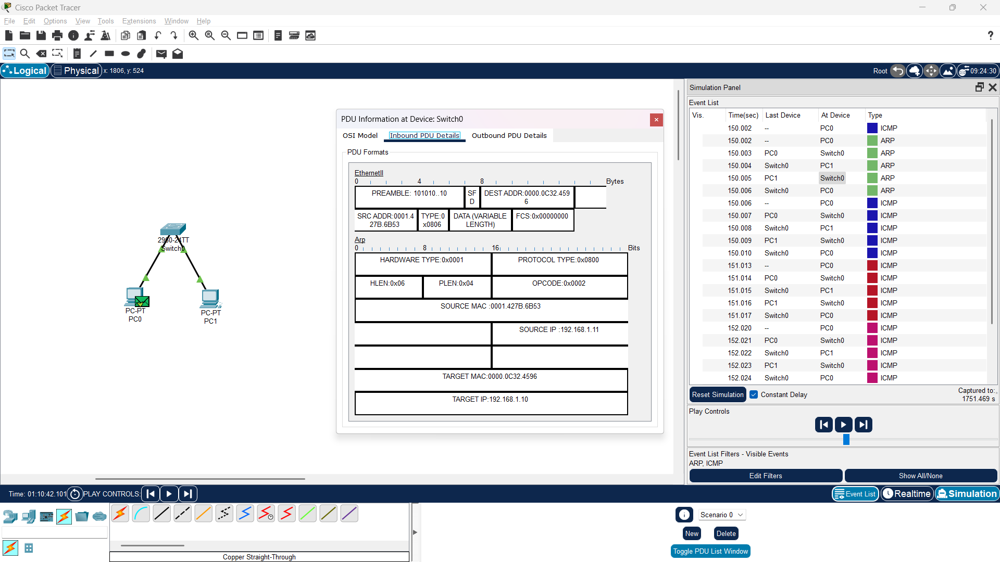 Cisco Packet Tracer
File Edit Options View Tools Extensions Window Help
?
Logical Physical x: 1806, y: 524 Root 09:24:30
Simulation Panel
Event List
Vis. Time(sec) Last Device At Device Type
150.002 -- PC0 ICMP
150.002 -- PC0 ARP
150.003 PC0 Switch0 ARP
150.004 Switch0 PC1 ARP
150.005 PC1 Switch0 ARP
150.006 Switch0 PC0 ARP
150.006 -- PC0 ICMP
150.007 PC0 Switch0 ICMP
150.008 Switch0 PC1 ICMP
150.009 PC1 Switch0 ICMP
150.010 Switch0 PC0 ICMP
151.013 -- PC0 ICMP
151.014 PC0 Switch0 ICMP
151.015 Switch0 PC1 ICMP
151.016 PC1 Switch0 ICMP
151.017 Switch0 PC0 ICMP
152.020 -- PC0 ICMP
152.021 PC0 Switch0 ICMP
152.022 Switch0 PC1 ICMP
152.023 PC1 Switch0 ICMP
152.024 Switch0 PC0 ICMP
Reset Simulation Constant Delay Captured to:
1751.469 s
Play Controls
Event List Filters - Visible Events
ARP, ICMP
Edit Filters Show All/None
PDU Information at Device: Switch0
OSI Model Inbound PDU Details Outbound PDU Details
PDU Formats
EthernetII
0 4 8 Bytes
PREAMBLE: 101010..10 SF DEST ADDR:0000.0C32.459
D 6
SRC ADDR:0001.4 TYPE:0 DATA (VARIABLE FCS:0x00000000
27B.6B53 x0806 LENGTH)
Arp
0 8 16 Bits
HARDWARE TYPE:0x0001 PROTOCOL TYPE:0x0800
HLEN:0x06 PLEN:0x04 OPCODE:0x0002
SOURCE MAC :0001.427B.6B53
SOURCE IP :192.168.1.11
TARGET MAC:0000.0C32.4596
TARGET IP:192.168.1.10
2960-24TT
Switch0
PC-PT
PC0
PC-PT
PC1
Time: 01:10:42.101 PLAY CONTROLS: Event List Realtime Simulation
Scenario 0
New Delete
Toggle PDU List Window
Copper Straight-Through